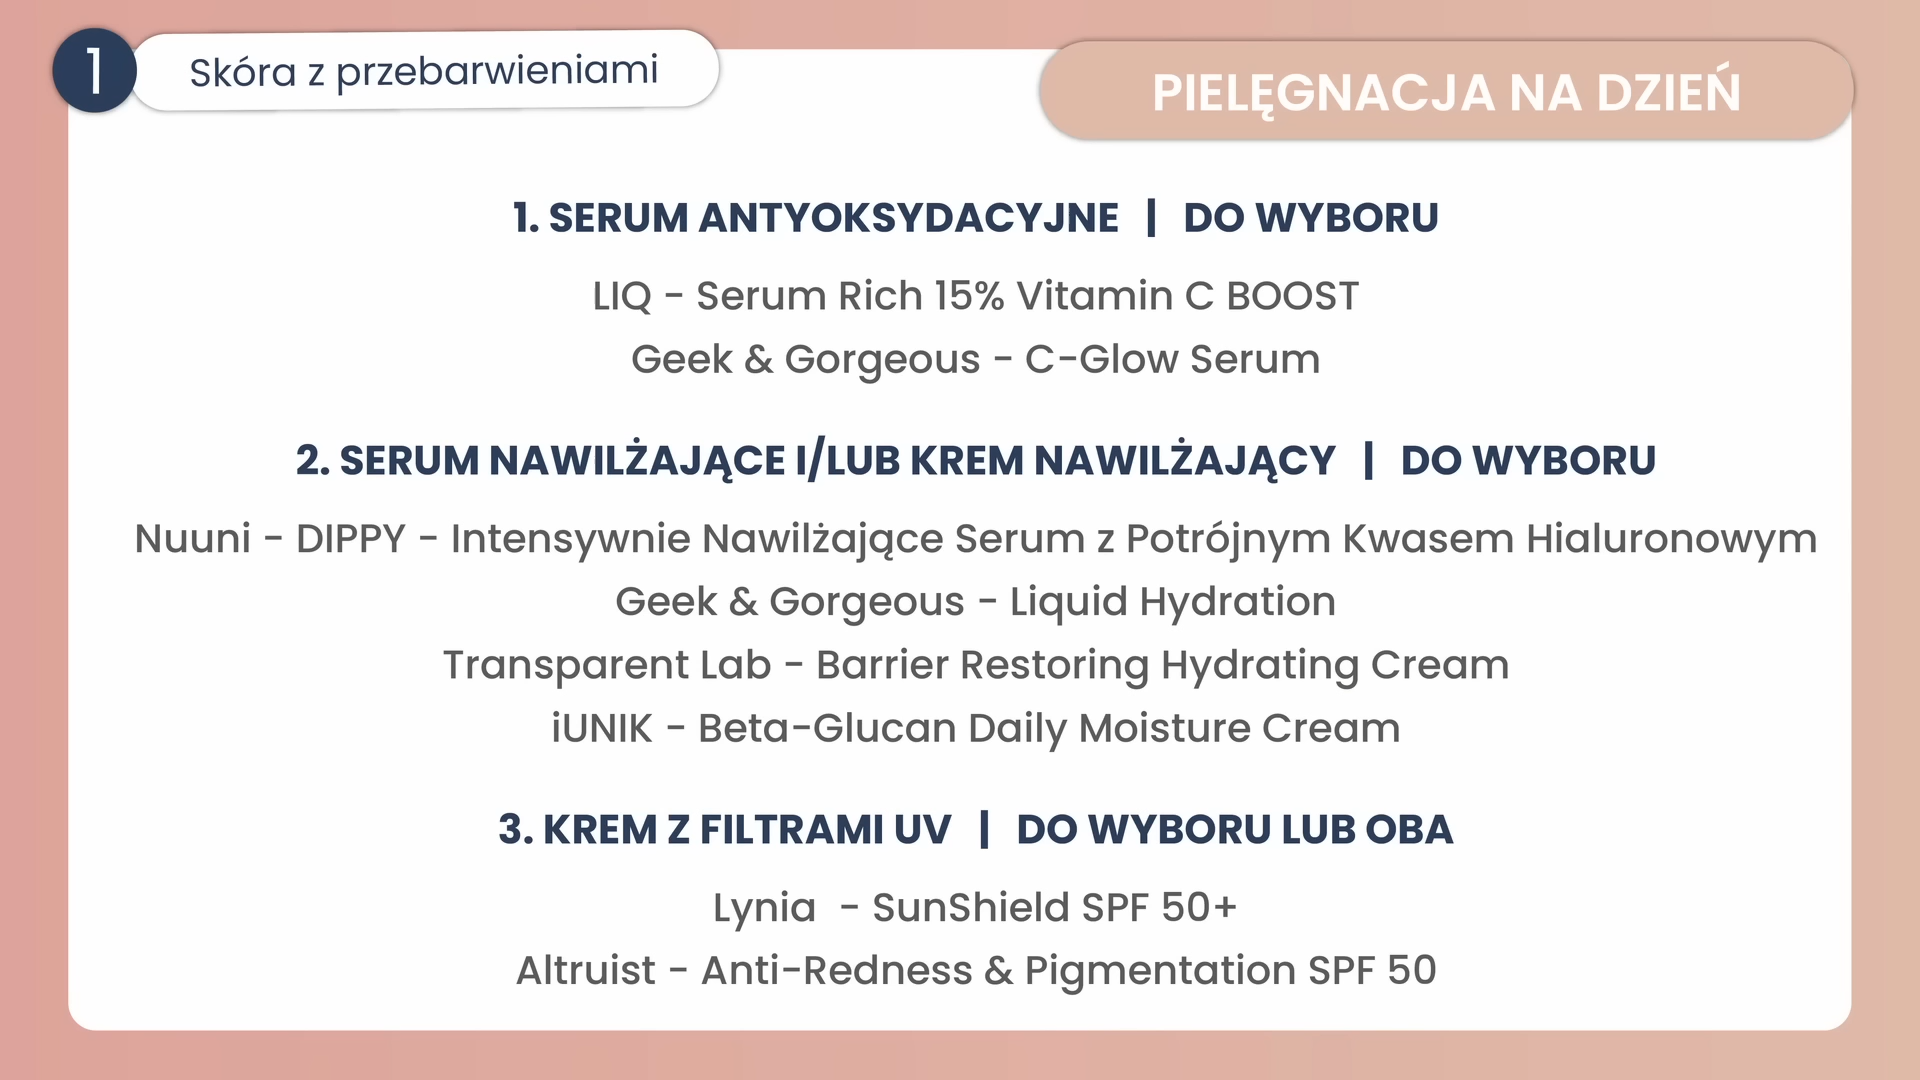 1
Skóra z przebarwieniami
PIELĘGNACJA NA DZIEŃ
1. SERUM ANTYOKSYDACYJNE | DO WYBORU
LIQ - Serum Rich 15% Vitamin C BOOST
Geek & Gorgeous - C-Glow Serum
2. SERUM NAWILŻAJĄCE I/LUB KREM NAWILŻAJĄCY | DO WYBORU
Nuuni - DIPPY - Intensywnie Nawilżające Serum z Potrójnym Kwasem Hialuronowym
Geek & Gorgeous - Liquid Hydration
Transparent Lab - Barrier Restoring Hydrating Cream
iUNIK - Beta-Glucan Daily Moisture Cream
3. KREM Z FILTRAMI UV | DO WYBORU LUB OBA
Lynia - SunShield SPF 50+
Altruist - Anti-Redness & Pigmentation SPF 50